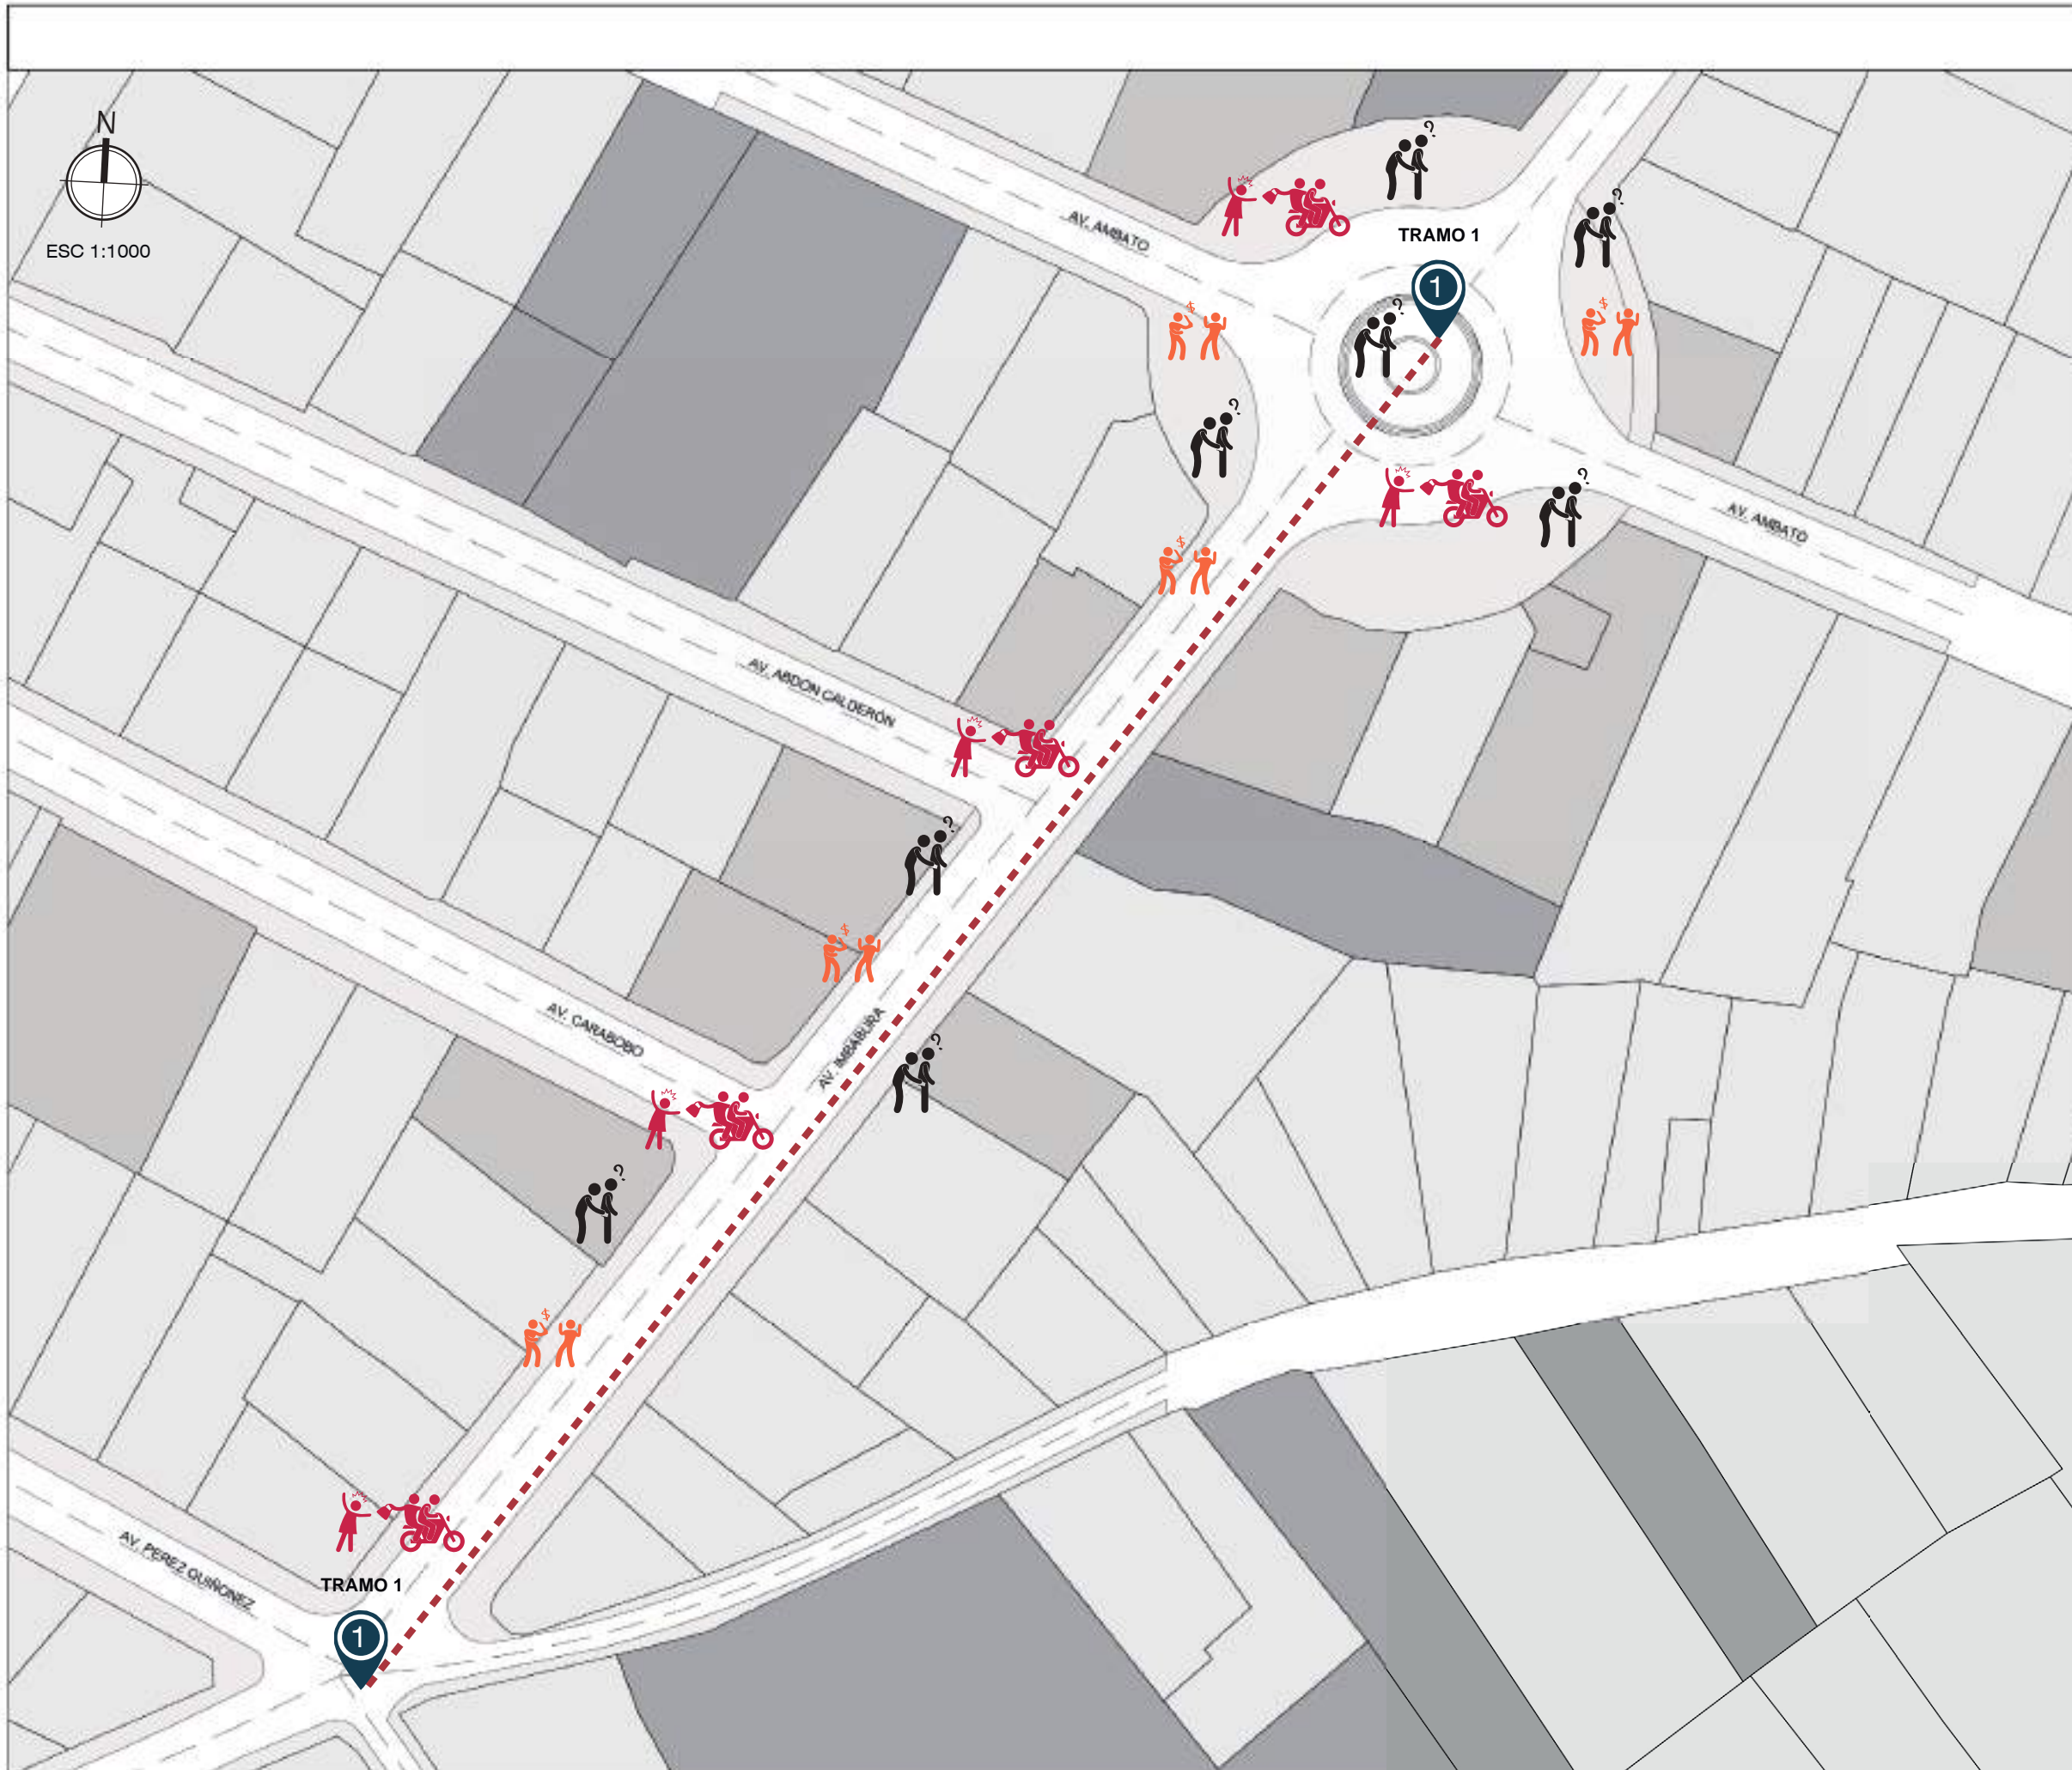 N
ESC 1:1000
AV. AMBATO
TRAMO 1
1
AV. AMBATO
AV. ABDON CALDERÓN
AV. CARABOBO
AV. IMBABURA
AV. PEREZ QUIÑONEZ
TRAMO 1
1
?
?
?
?
?
?
?
?
$
$
$
$
$